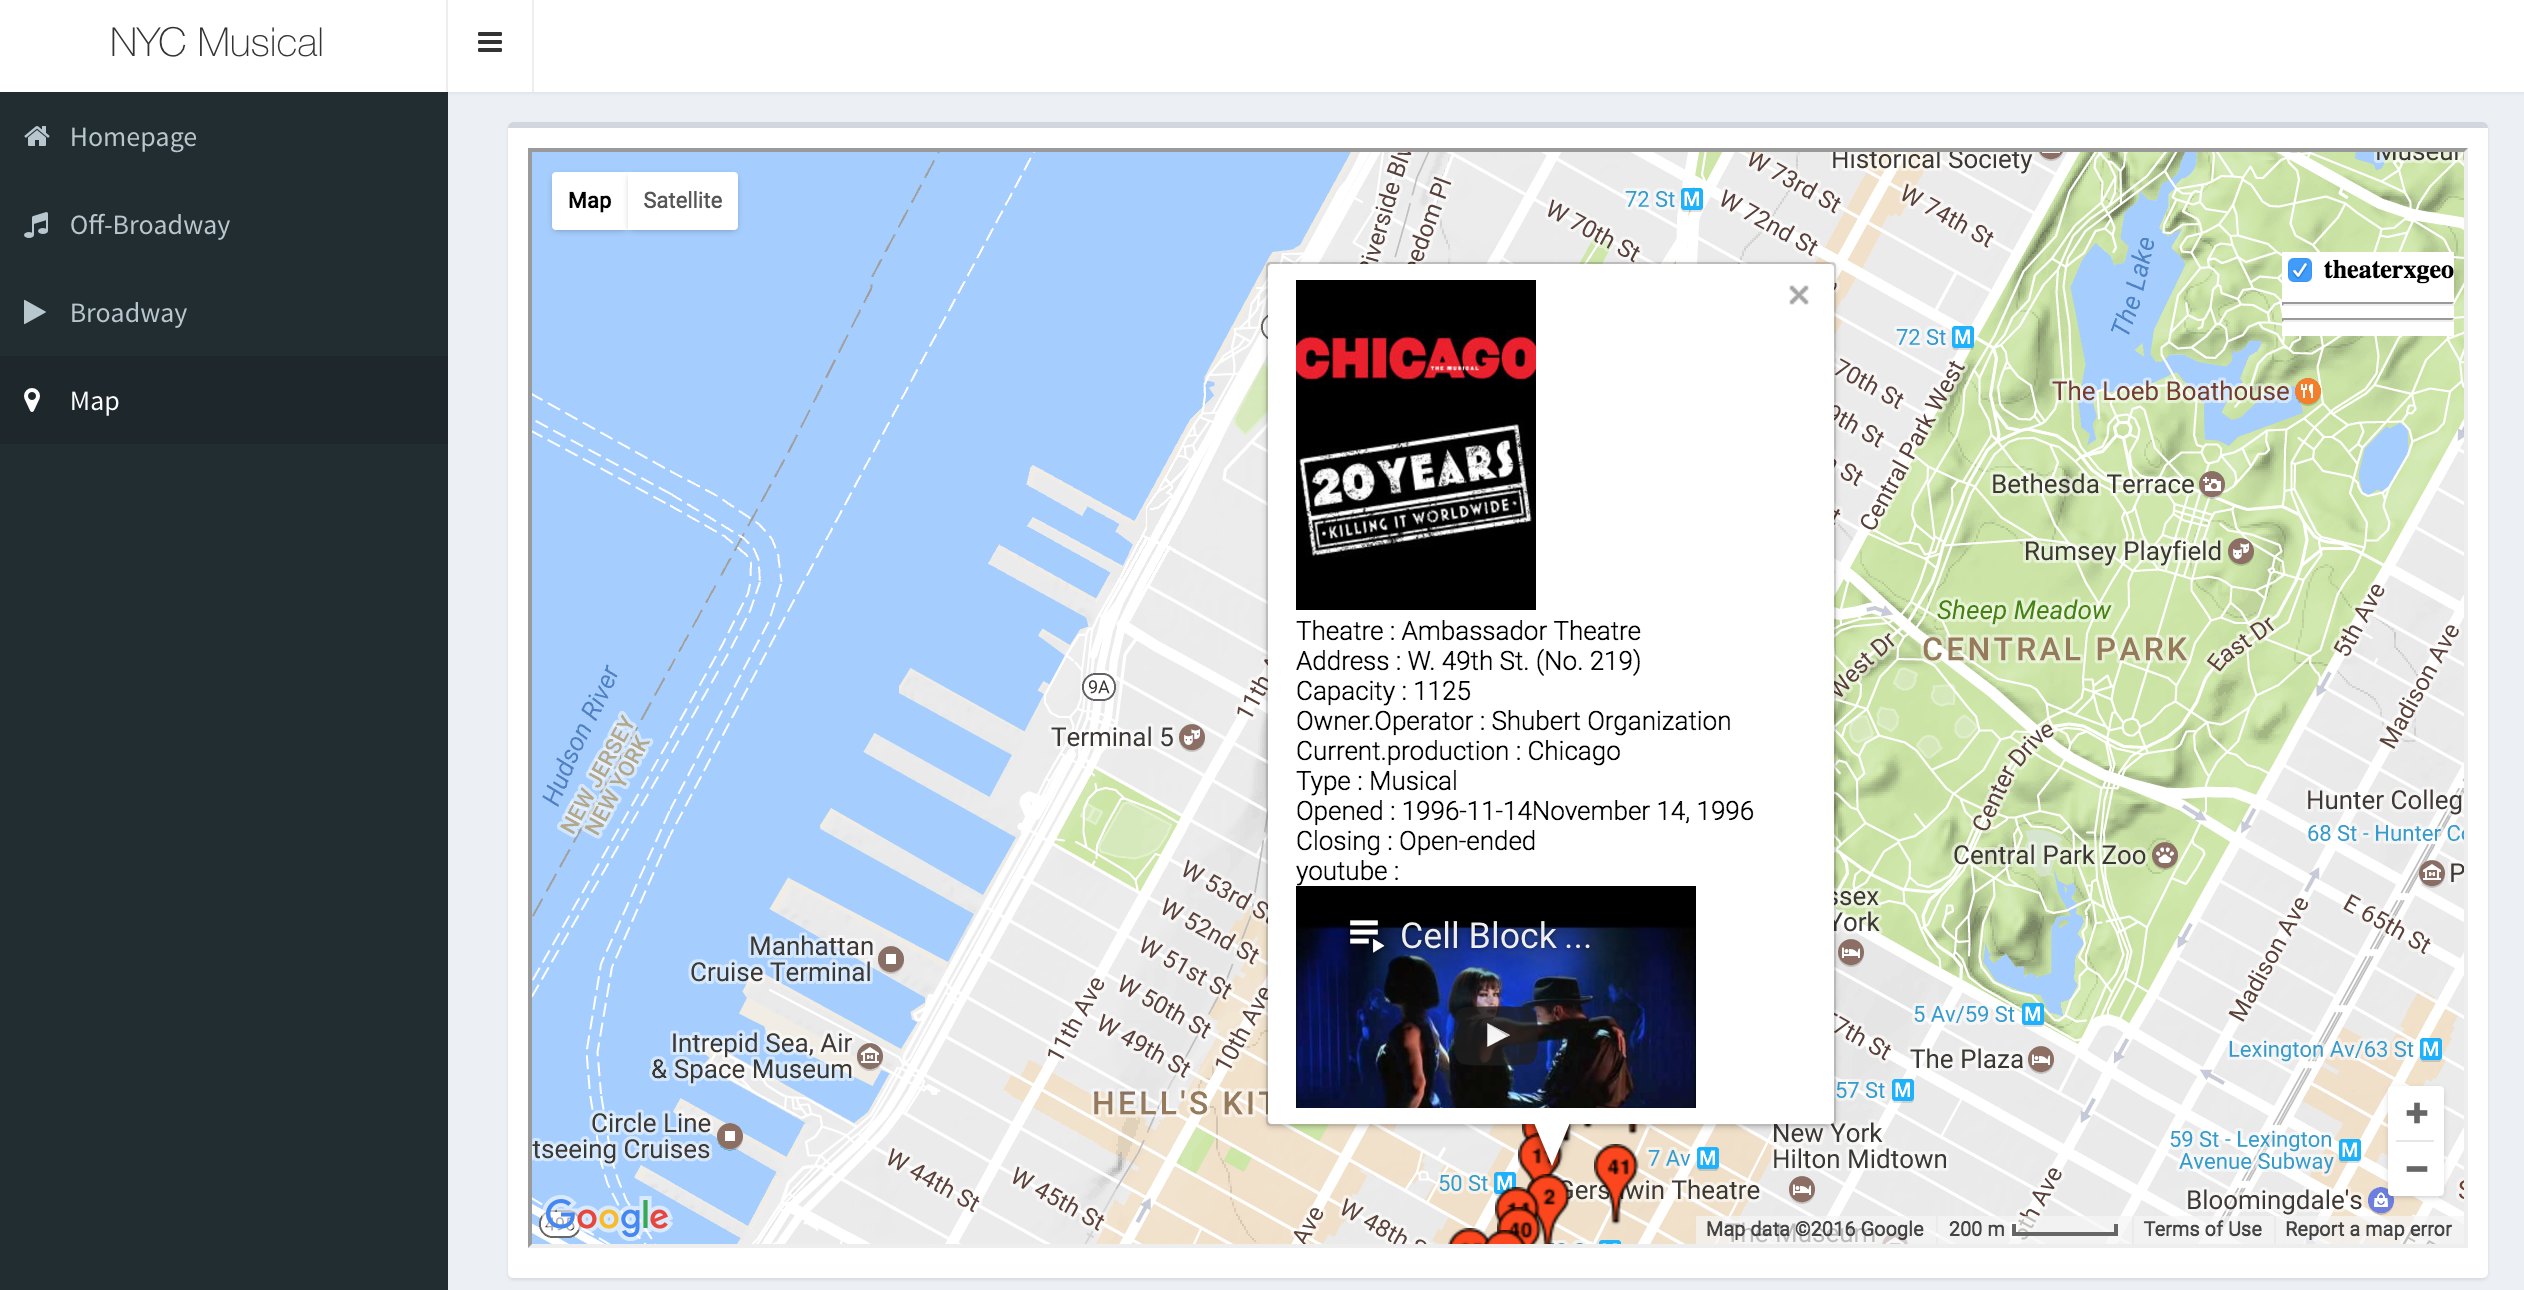 NYC Musical
Homepage
Off-Broadway
Broadway
Map
Map
Satellite
theaterxgeo
CHICAGO
THE MUSICAL
20 YEARS
· KILLING IT WORLDWIDE ·
Theatre : Ambassador Theatre
Address : W. 49th St. (No. 219)
Capacity : 1125
Owner.Operator : Shubert Organization
Current.production : Chicago
Type : Musical
Opened : 1996-11-14November 14, 1996
Closing : Open-ended
youtube :
Cell Block ...
Historical Society
W 73rd St
W 74th St
72 St M
W 72nd St
W 70th St
The Lake
72 St M
70th St
Central Park West
The Loeb Boathouse
Bethesda Terrace
Rumsey Playfield
Sheep Meadow
CENTRAL PARK
West Dr
East Dr
5th Ave
Madison Ave
Center Drive
Hunter Colleg
68 St - Hunter
Central Park Zoo
E 65th St
Madison Ave
5 Av/59 St M
The Plaza
Lexington Av/63 St M
57 St M
59 St - Lexington
Avenue Subway M
Bloomingdale's
New York
Hilton Midtown
7 Av M
Gershwin Theatre
50 St M
41
1
2
40
Hudson River
NEW JERSEY
NEW YORK
9A
11th
Terminal 5
W 53rd S
W 52nd St
W 51st St
W 50th St
W 49th St
11th Ave
10th Ave
Manhattan
Cruise Terminal
Intrepid Sea, Air
& Space Museum
HELL'S KIT
Circle Line
tseeing Cruises
W 44th St
W 45th St
W 48th S
Google
Map data ©2016 Google
200 m
Terms of Use
Report a map error